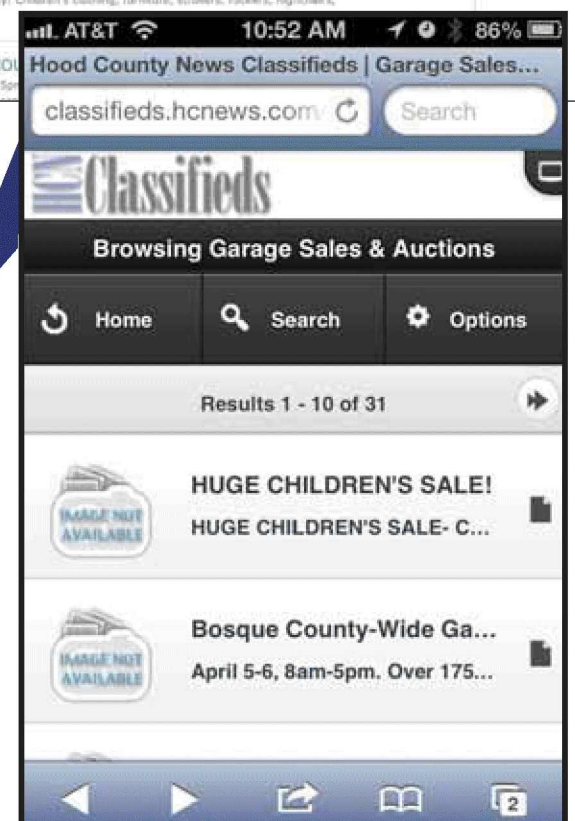 AT&T 10:52 AM 86%
Hood County News Classifieds | Garage Sales...
classifieds.hcnews.com Search
HCN Classifieds
Browsing Garage Sales & Auctions
Home Search Options
Results 1 - 10 of 31
HUGE CHILDREN'S SALE!
HUGE CHILDREN'S SALE- C...
IMAGE NOT
AVAILABLE
Bosque County-Wide Ga...
April 5-6, 8am-5pm. Over 175...
IMAGE NOT
AVAILABLE
2